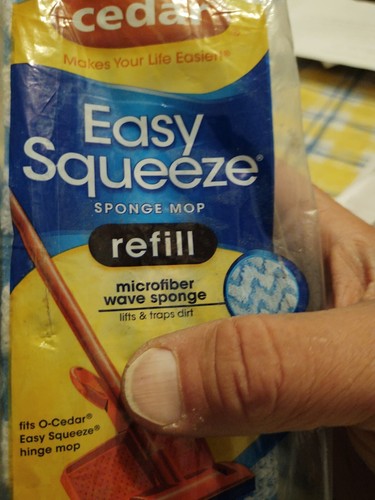 cedar
Makes Your Life Easier!®
Easy
Squeeze®
SPONGE MOP
refill
microfiber
wave sponge
lifts & traps dirt
fits O-Cedar®
Easy Squeeze®
hinge mop